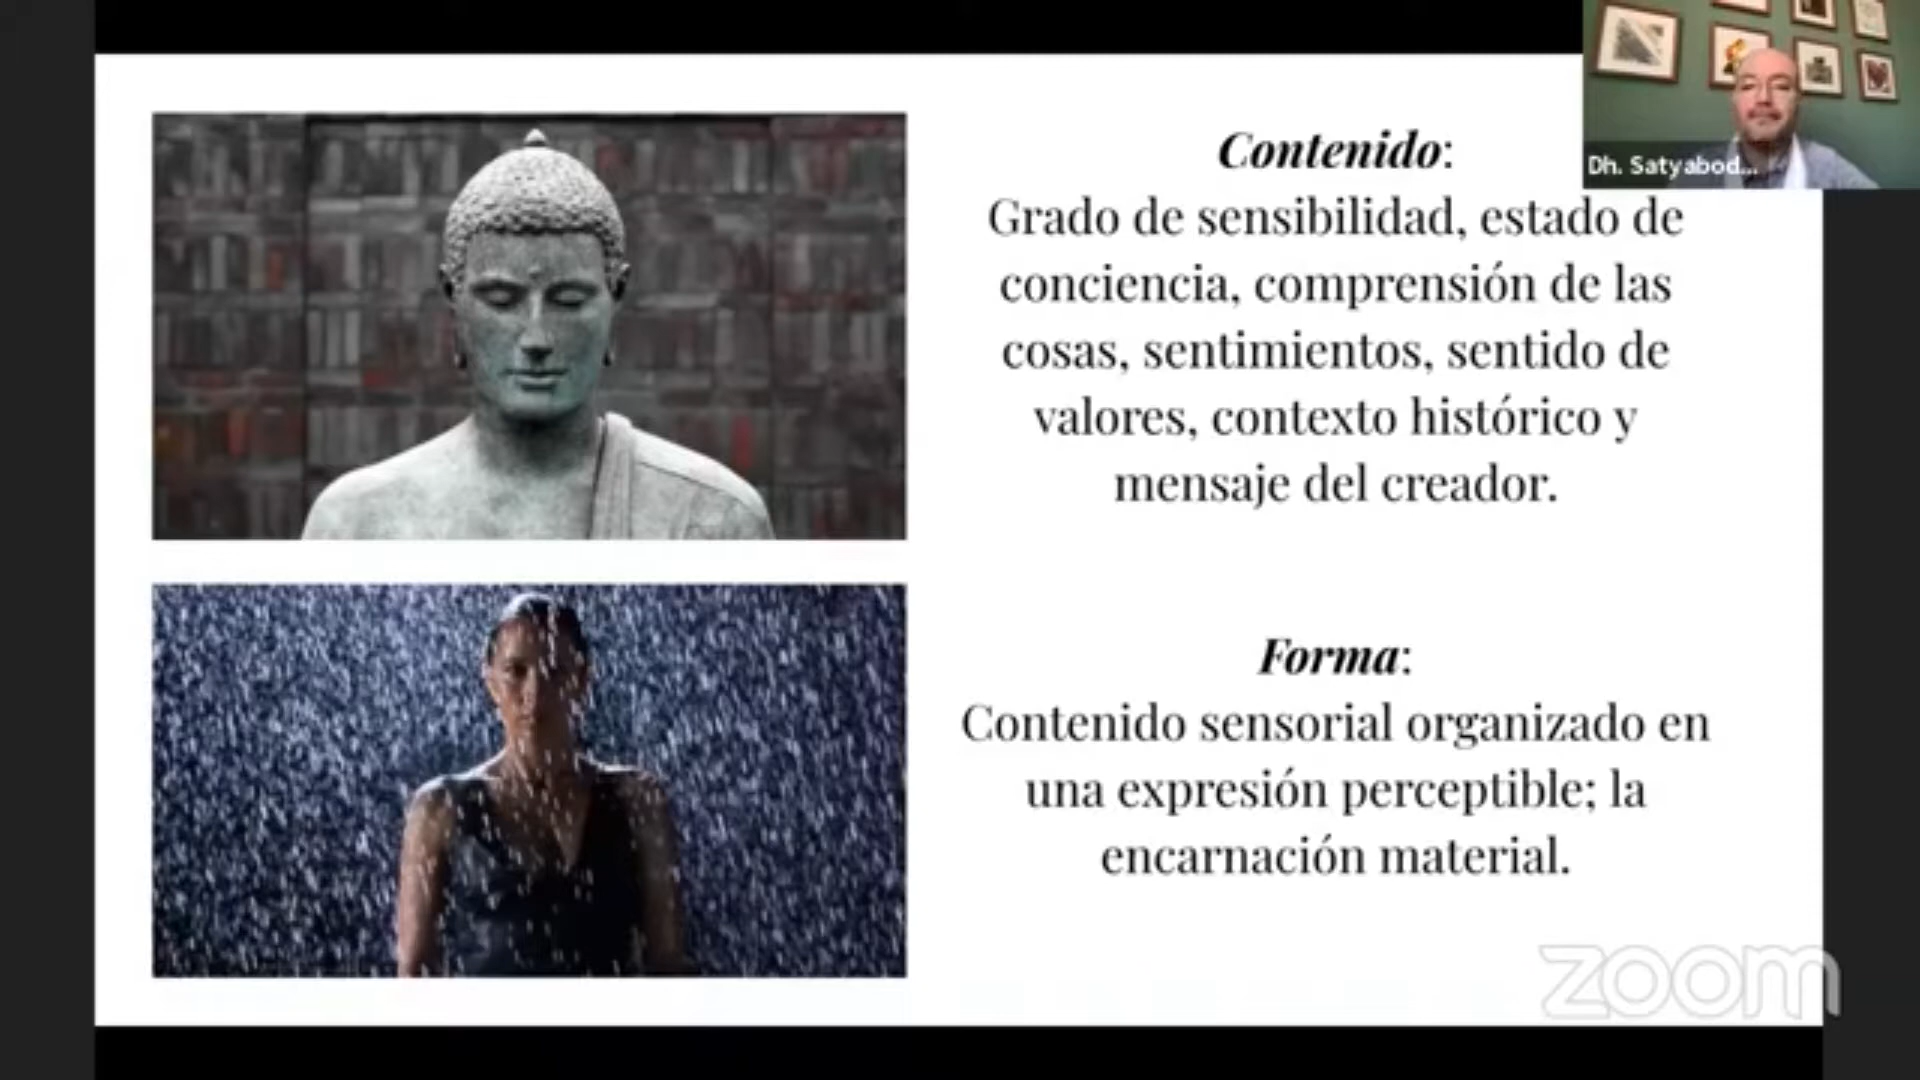 Contenido:
Grado de sensibilidad, estado de
conciencia, comprensión de las
cosas, sentimientos, sentido de
valores, contexto histórico y
mensaje del creador.
Forma:
Contenido sensorial organizado en
una expresión perceptible; la
encarnación material.
Dh. Satyabod...
zoom